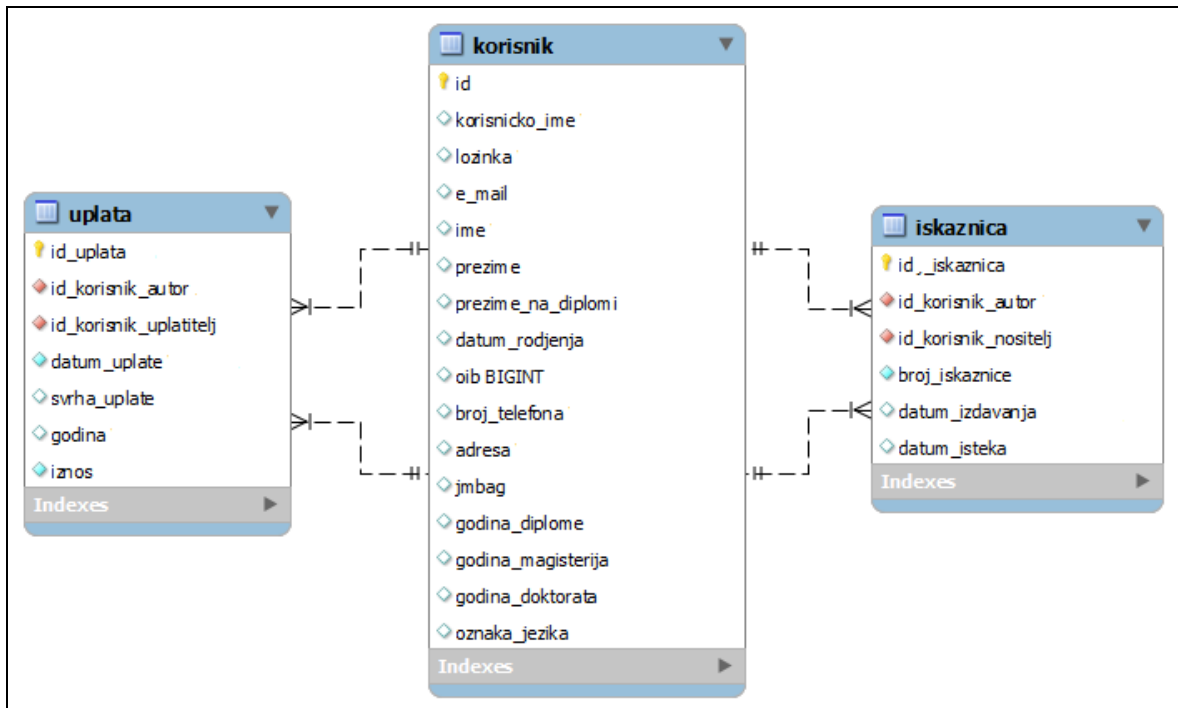 korisnik
id
korisnicko_ime
lozinka
e_mail
ime
prezime
prezime_na_diplomi
datum_rodjenja
oib BIGINT
broj_telefona
adresa
jmbag
godina_diplome
godina_magisterija
godina_doktorata
oznaka_jezika
Indexes
uplata
id_uplata
id_korisnik_autor
id_korisnik_uplatitelj
datum_uplate
svrha_uplate
godina
iznos
Indexes
iskaznica
id_iskaznica
id_korisnik_autor
id_korisnik_nositelj
broj_iskaznice
datum_izdavanja
datum_isteka
Indexes